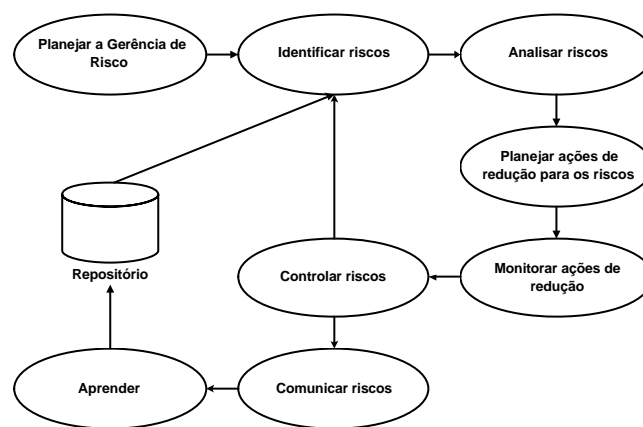 Planejar a Gerência de
Risco
Identificar riscos
Analisar riscos
Planejar ações de
redução para os riscos
Repositório
Controlar riscos
Monitorar ações de
redução
Aprender
Comunicar riscos